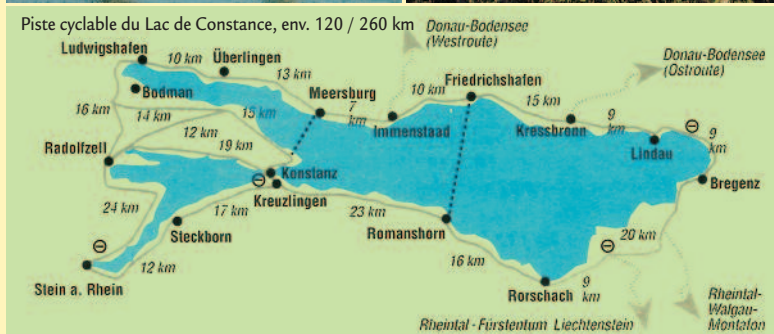 Piste cyclable du Lac de Constance, env. 120 / 260 km
Donau-Bodensee
(Westroute)
Ludwigshafen
10 km
Überlingen
13 km
Donau-Bodensee
(Ostroute)
Bodman
Meersburg
Friedrichshafen
10 km
15 km
16 km
14 km
15 km
7
km
Immenstaad
Kressbronn
9
km
9
km
12 km
19 km
Lindau
Radolfzell
Konstanz
Kreuzlingen
Bregenz
24 km
17 km
23 km
Steckborn
Romanshorn
20 km
12 km
16 km
Stein a. Rhein
Rorschach
9
km
Rheintal-
Walgau-
Montafon
Rheintal - Fürstentum Liechtenstein